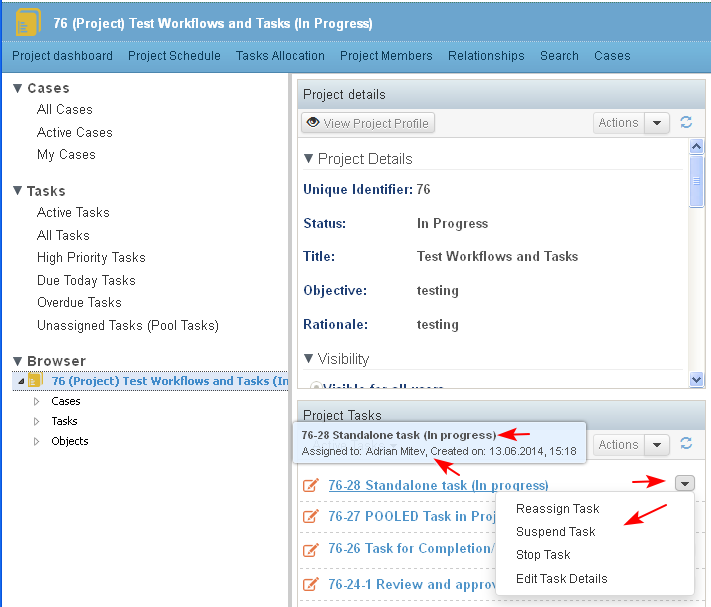 76 (Project) Test Workflows and Tasks (In Progress)
Project dashboard Project Schedule Tasks Allocation Project Members Relationships Search Cases
Cases
All Cases
Active Cases
My Cases
Tasks
Active Tasks
All Tasks
High Priority Tasks
Due Today Tasks
Overdue Tasks
Unassigned Tasks (Pool Tasks)
Browser
76 (Project) Test Workflows and Tasks (In
Cases
Tasks
Objects
Project details
View Project Profile Actions
Project Details
Unique Identifier: 76
Status: In Progress
Title: Test Workflows and Tasks
Objective: testing
Rationale: testing
Visibility
Visible for all users
Project Tasks
76-28 Standalone task (In progress)
Assigned to: Adrian Mitev, Created on: 13.06.2014, 15:18
Actions
76-28 Standalone task (In progress)
76-27 POOLED Task in Proj
76-26 Task for Completion/
76-24-1 Review and approv
Reassign Task
Suspend Task
Stop Task
Edit Task Details